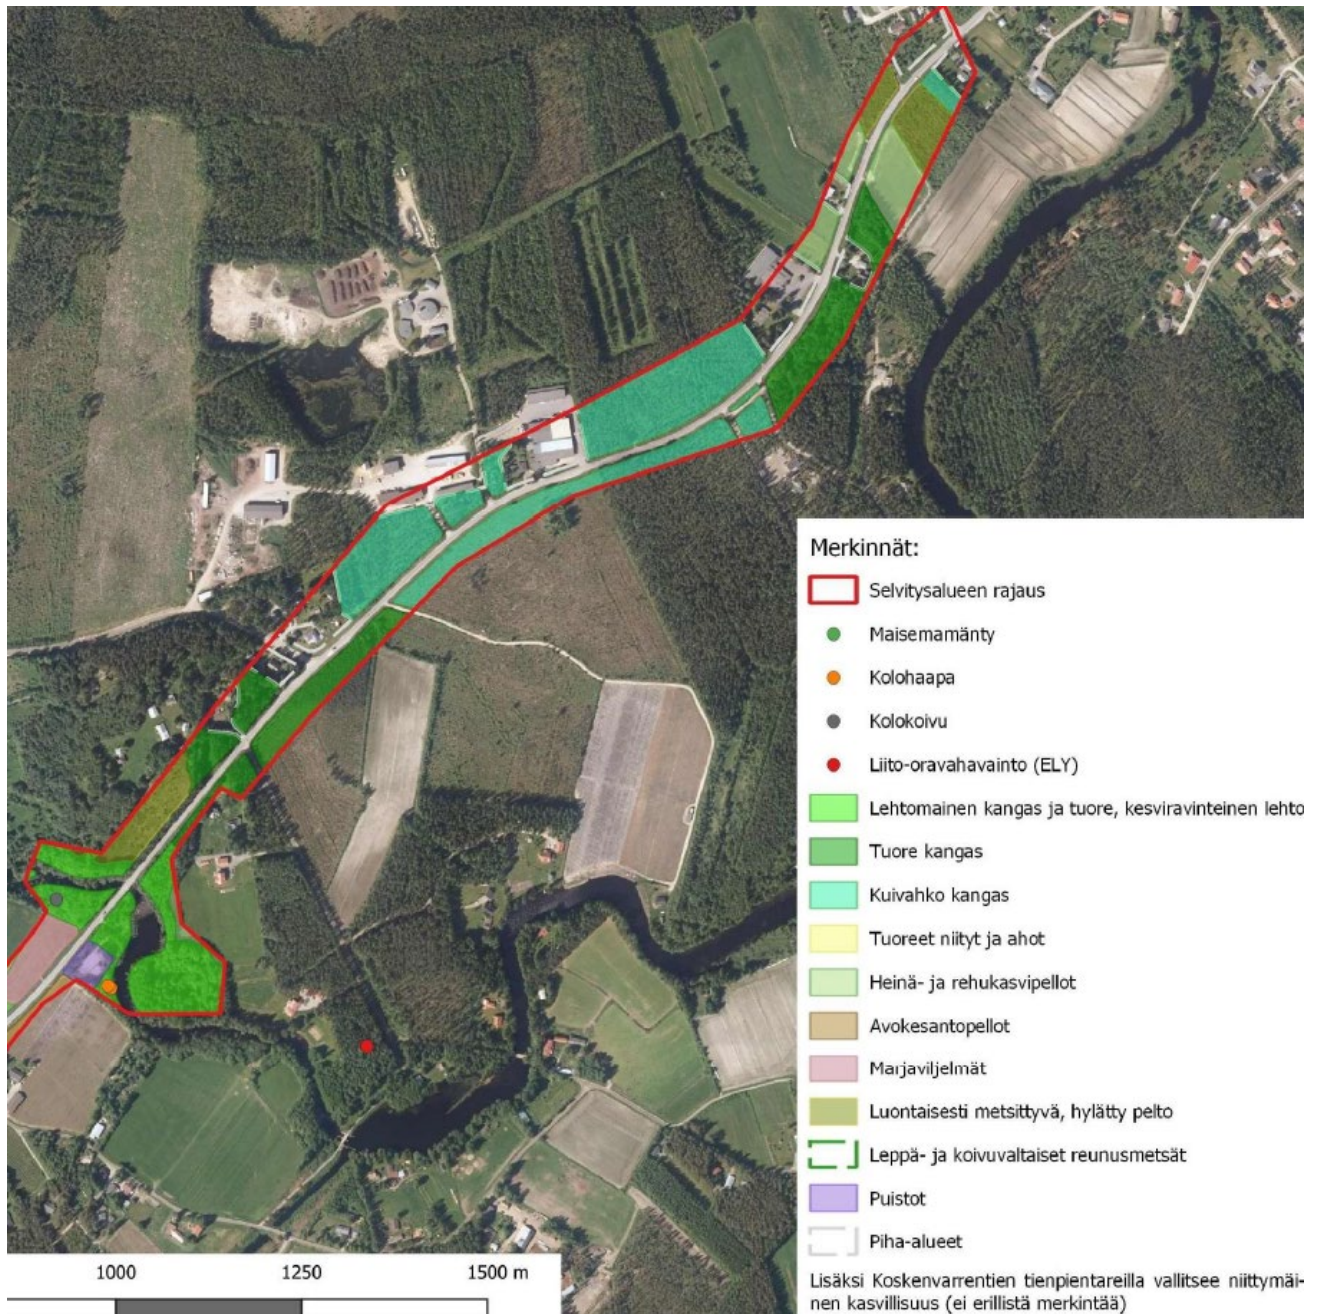 Merkinnät:
Selvitysalueen rajaus
Maisemamänty
Kolohaapa
Kolokoivu
Liito-oravahavainto (ELY)
Lehtomainen kangas ja tuore, kesviravinteinen lehto
Tuore kangas
Kuivahko kangas
Tuoreet niityt ja ahot
Heinä- ja rehukasvipellot
Avokesantopellot
Marjaviljelmät
Luontaisesti metsittyvä, hylätty pelto
Leppä- ja koivuvaltaiset reunusmetsät
Puistot
Piha-alueet
Lisäksi Koskenvarrentien tienpientareilla vallitsee niittymäi-
nen kasvillisuus (ei erillistä merkintää)
1000 1250 1500 m